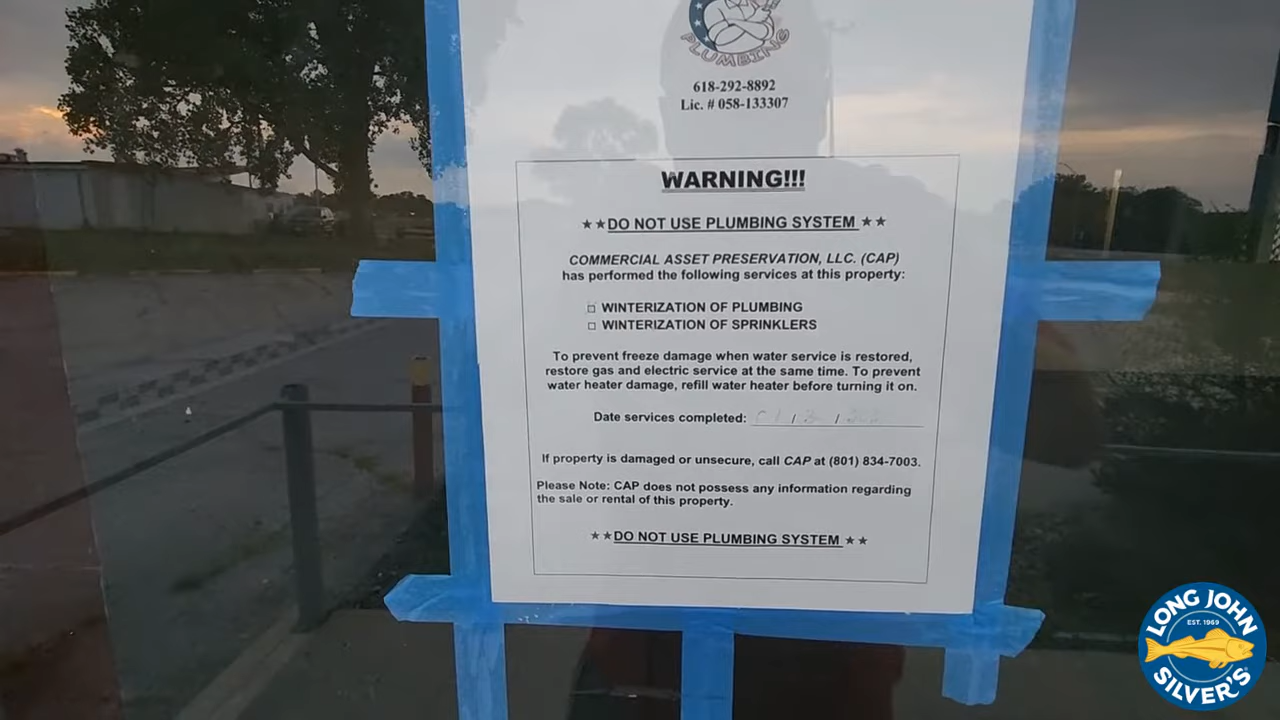 PLUMBING
618-292-8892
Lic. # 058-133307
WARNING!!!
★★DO NOT USE PLUMBING SYSTEM ★★
COMMERCIAL ASSET PRESERVATION, LLC. (CAP)
has performed the following services at this property:
□ WINTERIZATION OF PLUMBING
□ WINTERIZATION OF SPRINKLERS
To prevent freeze damage when water service is restored,
restore gas and electric service at the same time. To prevent
water heater damage, refill water heater before turning it on.
Date services completed:
If property is damaged or unsecure, call CAP at (801) 834-7003.
Please Note: CAP does not possess any information regarding
the sale or rental of this property.
★★DO NOT USE PLUMBING SYSTEM ★★
LONG JOHN
EST. 1969
SILVER'S